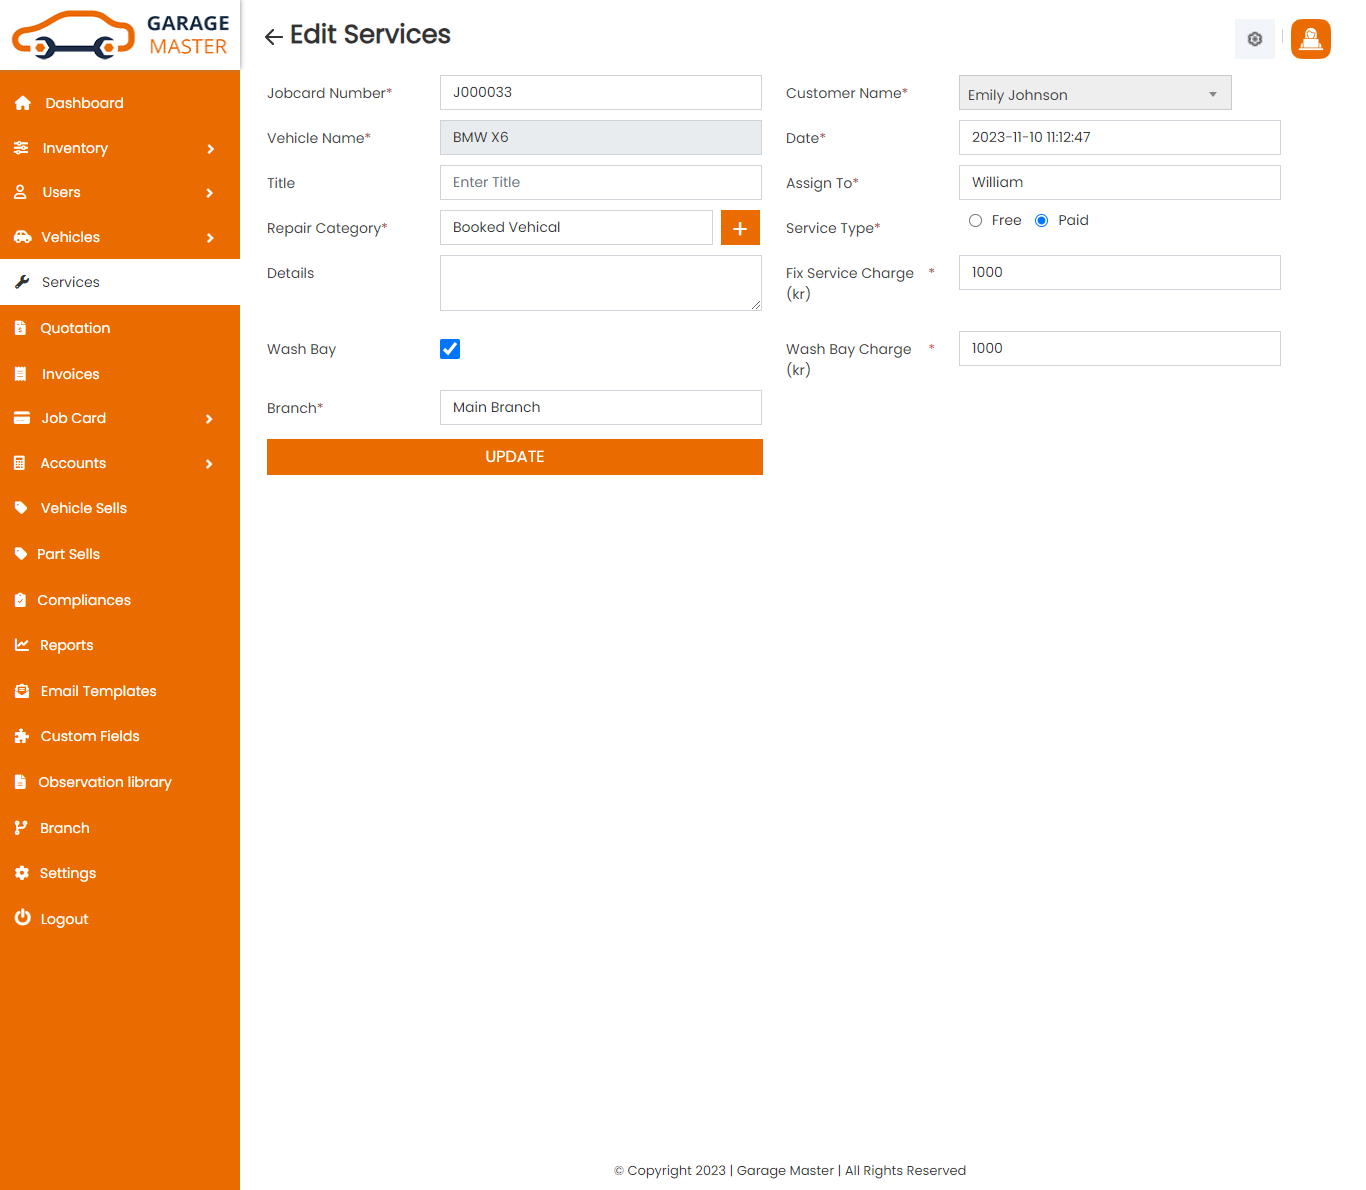 GARAGE
MASTER
Dashboard
Inventory
Users
Vehicles
Services
Quotation
Invoices
Job Card
Accounts
Vehicle Sells
Part Sells
Compliances
Reports
Email Templates
Custom Fields
Observation library
Branch
Settings
Logout
Edit Services
Jobcard Number* J000033 Customer Name* Emily Johnson
Vehicle Name* BMW X6 Date* 2023-11-10 11:12:47
Title Enter Title Assign To* William
Repair Category* Booked Vehical + Service Type* Free Paid
Details Fix Service Charge * 1000
(kr)
Wash Bay Wash Bay Charge * 1000
(kr)
Branch* Main Branch
UPDATE
© Copyright 2023 | Garage Master | All Rights Reserved